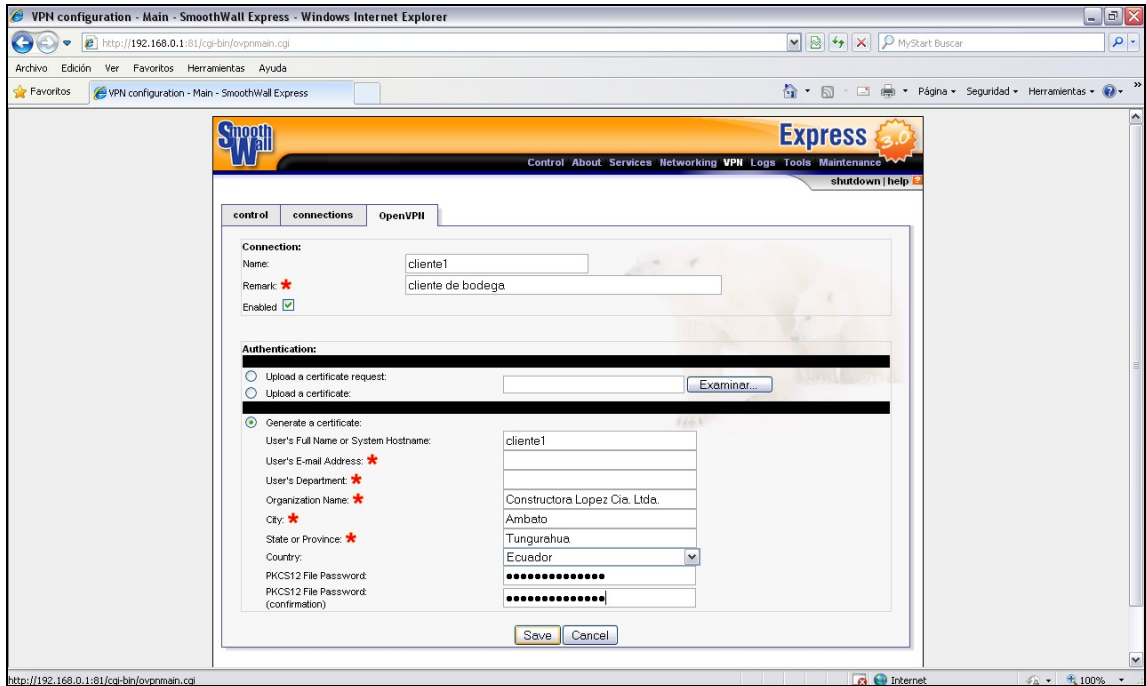 VPN configuration - Main - SmoothWall Express - Windows Internet Explorer
http://192.168.0.1:81/cgi-bin/ovpnmain.cgi MyStart Buscar
Archivo Edición Ver Favoritos Herramientas Ayuda
Favoritos VPN configuration - Main - SmoothWall Express Página Seguridad Herramientas
Smooth Wall Express 3.0
Control About Services Networking VPN Logs Tools Maintenance
shutdown | help
control connections OpenVPN
Connection:
Name: cliente1
Remark: * cliente de bodega
Enabled
Authentication:
Upload a certificate request:
Examinar...
Upload a certificate:
Generate a certificate:
User's Full Name or System Hostname: cliente1
User's E-mail Address: *
User's Department: *
Organization Name: * Constructora Lopez Cia. Ltda.
City: * Ambato
State or Province: * Tungurahua
Country: Ecuador
PKCS12 File Password: ●●●●●●●●●●●●●●
PKCS12 File Password: ●●●●●●●●●●●●●●
(confirmation)
Save Cancel
http://192.168.0.1:81/cgi-bin/ovpnmain.cgi Internet 100%